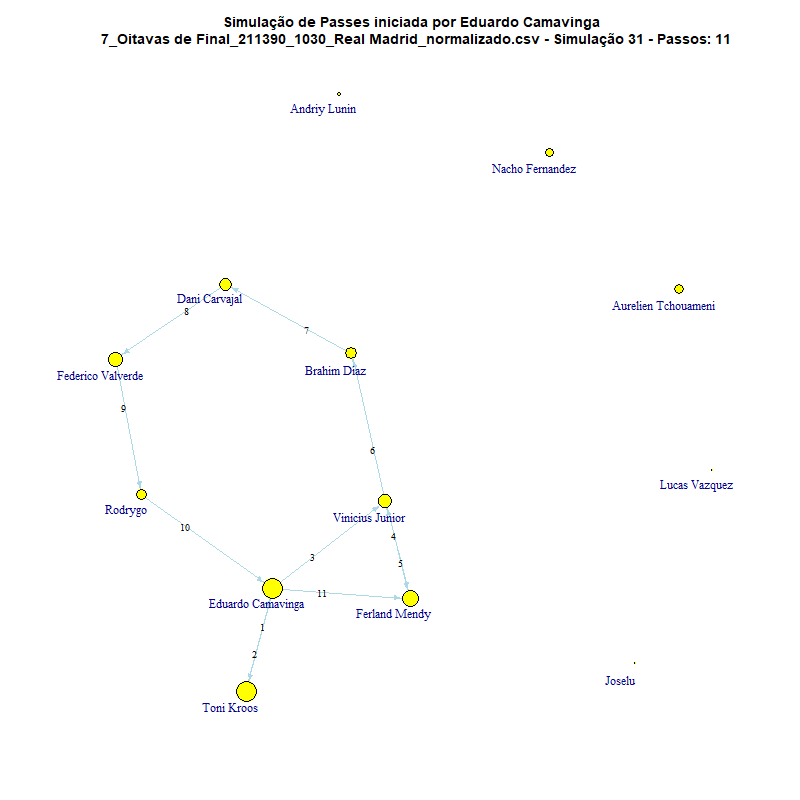 Simulação de Passes iniciada por Eduardo Camavinga
7_Oitavas de Final_211390_1030_Real Madrid_normalizado.csv - Simulação 31 - Passos: 11
Andriy Lunin
Nacho Fernandez
Dani Carvajal
Aurelien Tchouameni
8
7
Federico Valverde
Brahim Diaz
9
6
Lucas Vazquez
Rodrygo
Vinicius Junior
10
4
3
5
11
Eduardo Camavinga
Ferland Mendy
1
2
Joselu
Toni Kroos